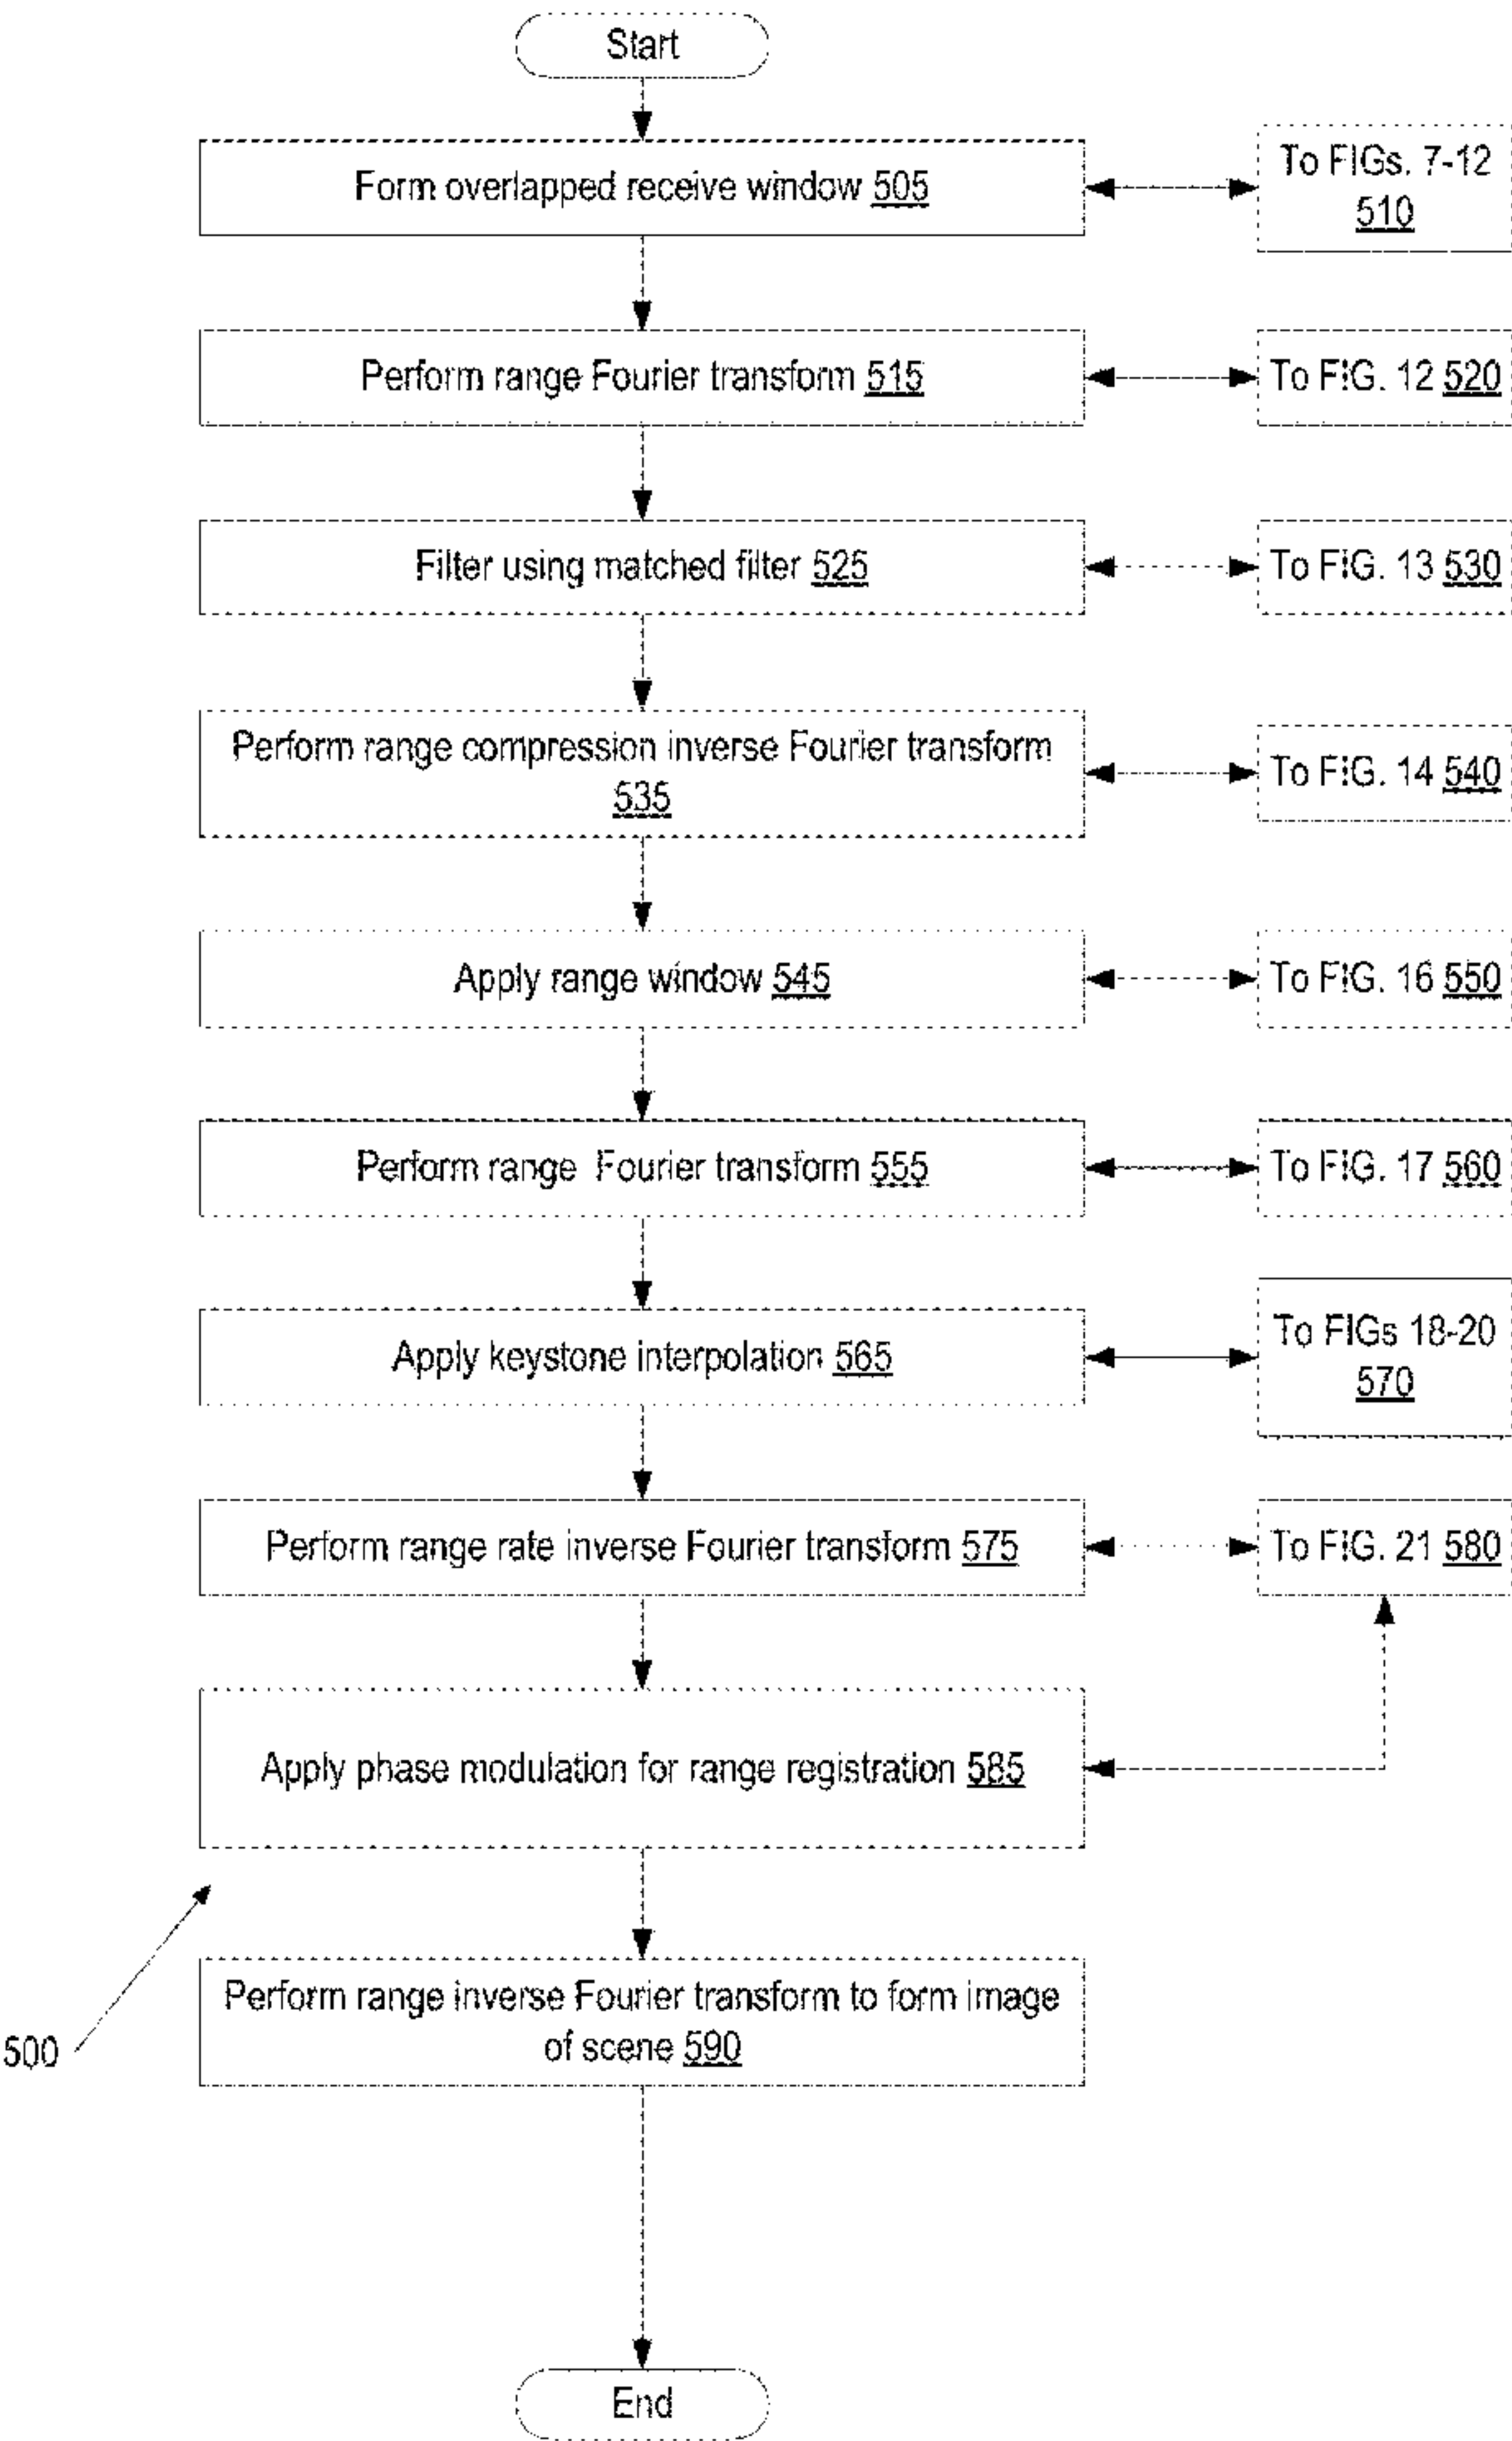 Start
Form overlapped receive window 505
To FIGs. 7-12
510
Perform range Fourier transform 515
To FIG. 12 520
Filter using matched filter 525
To FIG. 13 530
Perform range compression inverse Fourier transform
535
To FIG. 14 540
Apply range window 545
To FIG. 16 550
Perform range Fourier transform 555
To FIG. 17 560
Apply keystone interpolation 565
To FIGs 18-20
570
Perform range rate inverse Fourier transform 575
To FIG. 21 580
Apply phase modulation for range registration 585
Perform range inverse Fourier transform to form image
of scene 590
500
End